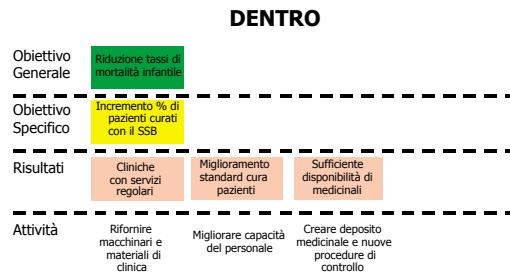 DENTRO
Obiettivo
Generale
Riduzione tassi di
mortalità infantile
Obiettivo
Specifico
Incremento % di
pazienti curati
con il SSB
Risultati
Cliniche
con servizi
regolari
Miglioramento
standard cura
pazienti
Sufficiente
disponibilità di
medicinali
Attività
Rifornire
macchinari e
materiali di
clinica
Migliorare capacità
del personale
Creare deposito
medicinale e nuove
procedure di
controllo